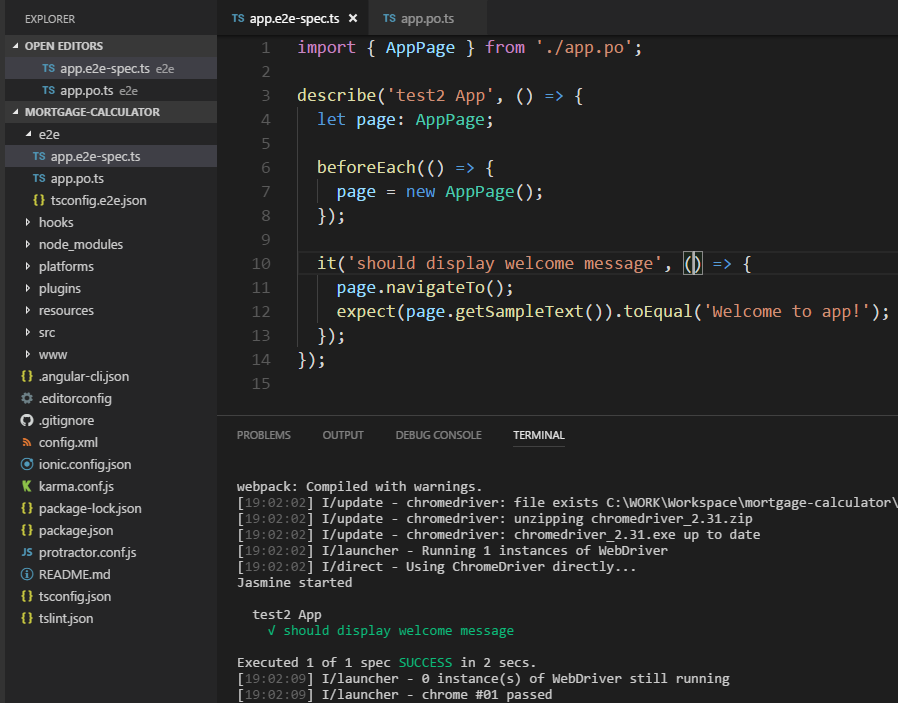 EXPLORER
OPEN EDITORS
TS app.e2e-spec.ts e2e
TS app.po.ts e2e
MORTGAGE-CALCULATOR
e2e
TS app.e2e-spec.ts
TS app.po.ts
{} tsconfig.e2e.json
hooks
node_modules
platforms
plugins
resources
src
www
{} .angular-cli.json
.editorconfig
.gitignore
config.xml
ionic.config.json
karma.conf.js
{} package-lock.json
{} package.json
JS protractor.conf.js
README.md
{} tsconfig.json
{} tslint.json
TS app.e2e-spec.ts × TS app.po.ts
1 import { AppPage } from './app.po';
2
3 describe('test2 App', () => {
4 let page: AppPage;
5
6 beforeEach(() => {
7 page = new AppPage();
8 });
9
10 it('should display welcome message', () => {
11 page.navigateTo();
12 expect(page.getSampleText()).toEqual('Welcome to app!');
13 });
14 });
15
PROBLEMS OUTPUT DEBUG CONSOLE TERMINAL
webpack: Compiled with warnings.
[19:02:02] I/update - chromedriver: file exists C:\WORK\Workspace\mortgage-calculator\
[19:02:02] I/update - chromedriver: unzipping chromedriver_2.31.zip
[19:02:02] I/update - chromedriver: chromedriver_2.31.exe up to date
[19:02:02] I/launcher - Running 1 instances of WebDriver
[19:02:02] I/direct - Using ChromeDriver directly...
Jasmine started
test2 App
√ should display welcome message
Executed 1 of 1 spec SUCCESS in 2 secs.
[19:02:09] I/launcher - 0 instance(s) of WebDriver still running
[19:02:09] I/launcher - chrome #01 passed